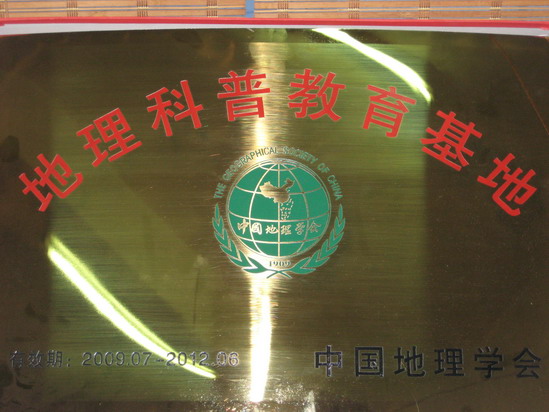 地理科普教育基地
THE GEOGRAPHICAL SOCIETY OF CHINA
中国地理学会
1909
有效期：2009.07-2012.06
中国地理学会